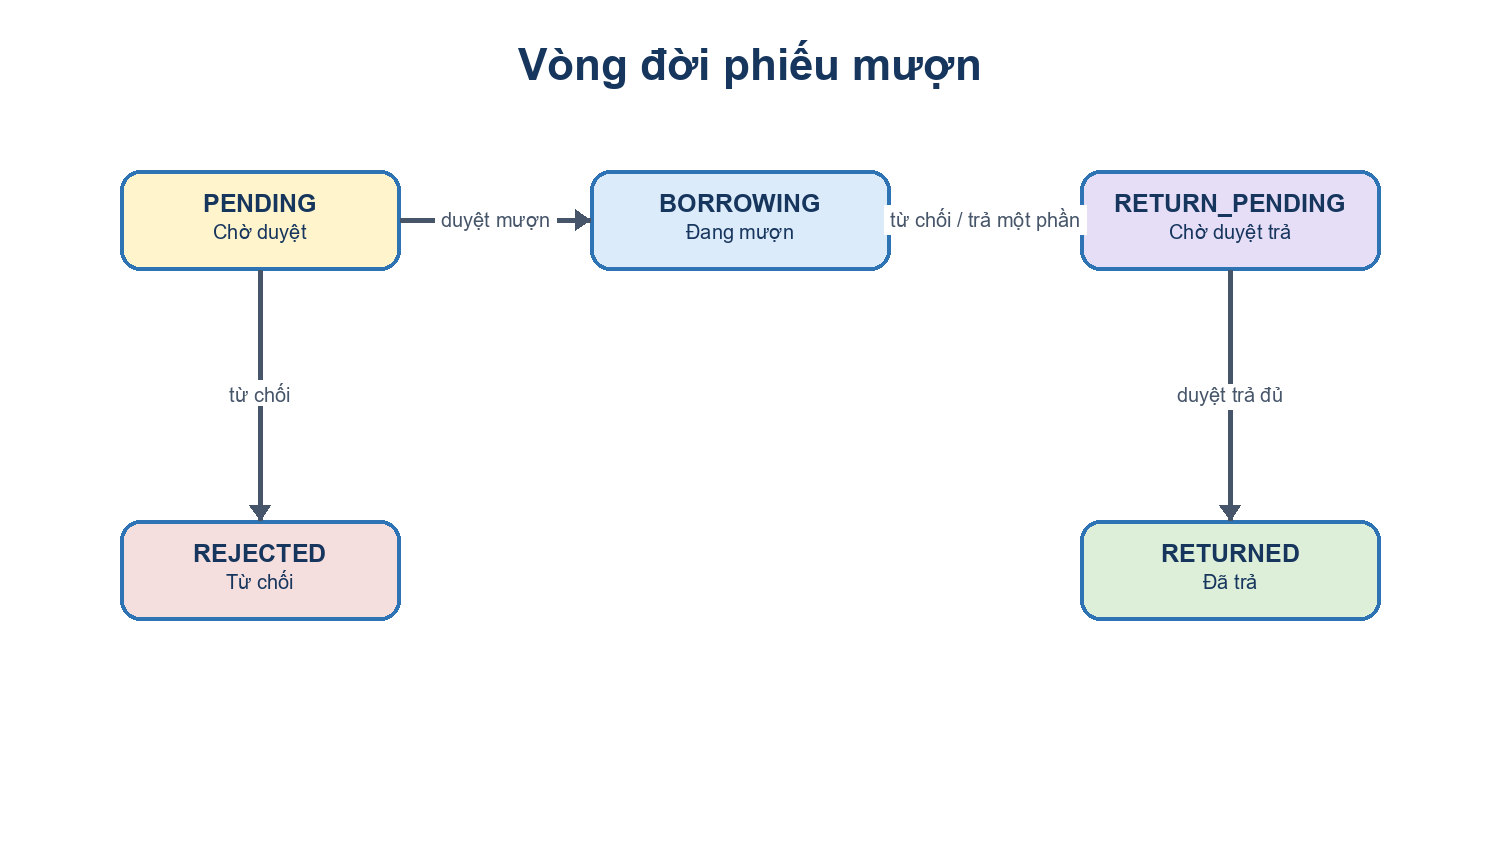 Vòng đời phiếu mượn
PENDING
Chờ duyệt
duyệt mượn
BORROWING
Đang mượn
từ chối / trả một phần
RETURN_PENDING
Chờ duyệt trả
từ chối
duyệt trả đủ
REJECTED
Từ chối
RETURNED
Đã trả